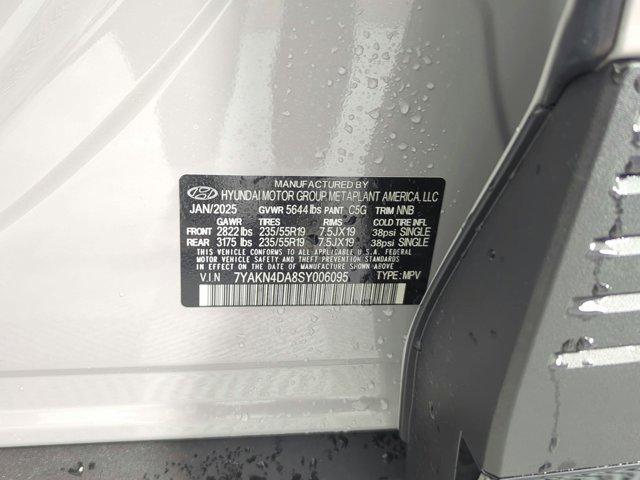 MANUFACTURED BY
HYUNDAI MOTOR GROUP METAPLANT AMERICA, LLC
JAN/2025 GVWR 5644 lbs PAINT C5G TRIM NNB
GAWR TIRES RIMS COLD TIRE INFL
FRONT 2822 lbs 235/55R19 7.5JX19 38psi SINGLE
REAR 3175 lbs 235/55R19 7.5JX19 38psi SINGLE
THIS VEHICLE CONFORMS TO ALL APPLICABLE U.S.A FEDERAL
MOTOR VEHICLE SAFETY AND THEFT PREVENTION STANDARDS
IN EFFECT ON THE DATE OF MANUFACTURE SHOWN ABOVE.
V.I.N 7YAKN4DA8SY006095 TYPE: MPV